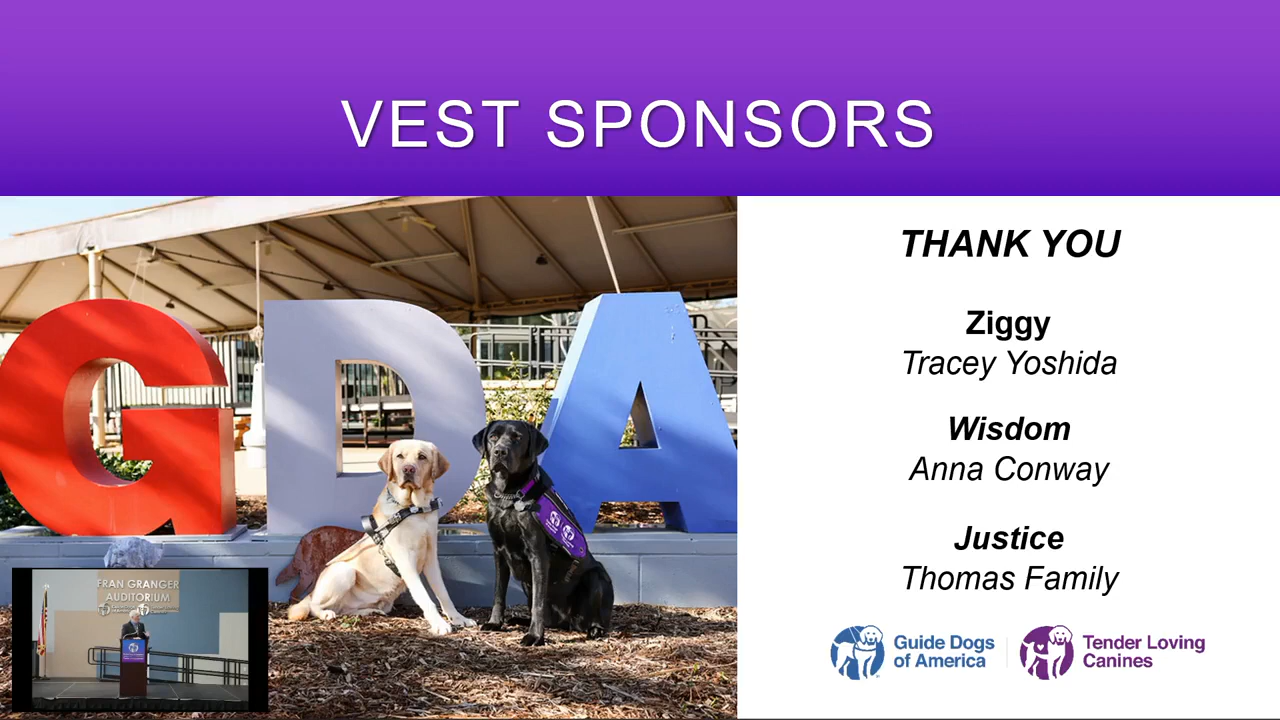 VEST SPONSORS
THANK YOU
Ziggy
Tracey Yoshida
Wisdom
Anna Conway
Justice
Thomas Family
Guide Dogs
of America
Tender Loving
Canines
GDA
FRAN GRANGER
AUDITORIUM